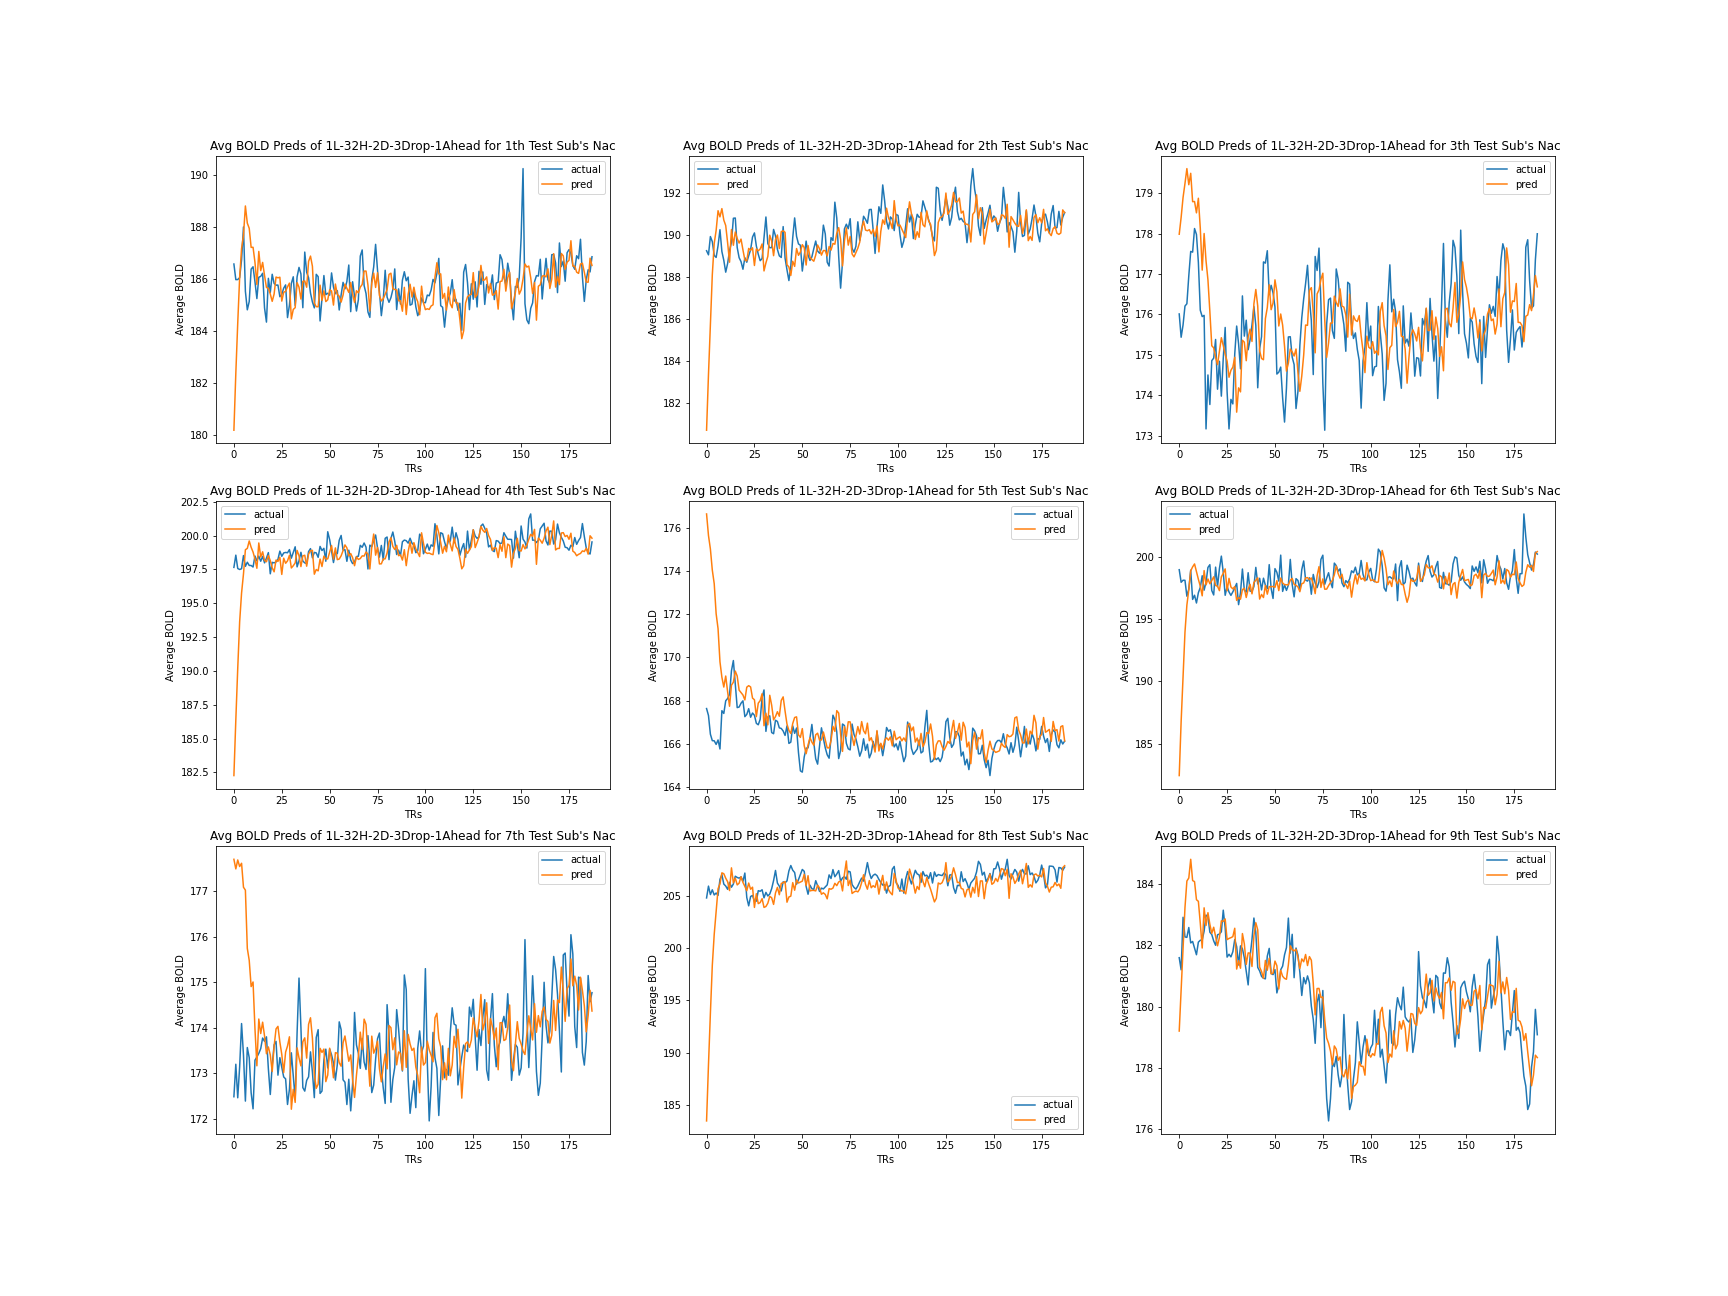 Avg BOLD Preds of 1L-32H-2D-3Drop-1Ahead for 1th Test Sub's Nac
Average BOLD
190
188
186
184
182
180
0 25 50 75 100 125 150 175
TRs
actual
pred
Avg BOLD Preds of 1L-32H-2D-3Drop-1Ahead for 2th Test Sub's Nac
Average BOLD
192
190
188
186
184
182
0 25 50 75 100 125 150 175
TRs
actual
pred
Avg BOLD Preds of 1L-32H-2D-3Drop-1Ahead for 3th Test Sub's Nac
Average BOLD
179
178
177
176
175
174
173
0 25 50 75 100 125 150 175
TRs
actual
pred
Avg BOLD Preds of 1L-32H-2D-3Drop-1Ahead for 4th Test Sub's Nac
Average BOLD
202.5
200.0
197.5
195.0
192.5
190.0
187.5
185.0
182.5
0 25 50 75 100 125 150 175
TRs
actual
pred
Avg BOLD Preds of 1L-32H-2D-3Drop-1Ahead for 5th Test Sub's Nac
Average BOLD
176
174
172
170
168
166
164
0 25 50 75 100 125 150 175
TRs
actual
pred
Avg BOLD Preds of 1L-32H-2D-3Drop-1Ahead for 6th Test Sub's Nac
Average BOLD
200
195
190
185
0 25 50 75 100 125 150 175
TRs
actual
pred
Avg BOLD Preds of 1L-32H-2D-3Drop-1Ahead for 7th Test Sub's Nac
Average BOLD
177
176
175
174
173
172
0 25 50 75 100 125 150 175
TRs
actual
pred
Avg BOLD Preds of 1L-32H-2D-3Drop-1Ahead for 8th Test Sub's Nac
Average BOLD
205
200
195
190
185
0 25 50 75 100 125 150 175
TRs
actual
pred
Avg BOLD Preds of 1L-32H-2D-3Drop-1Ahead for 9th Test Sub's Nac
Average BOLD
184
182
180
178
176
0 25 50 75 100 125 150 175
TRs
actual
pred